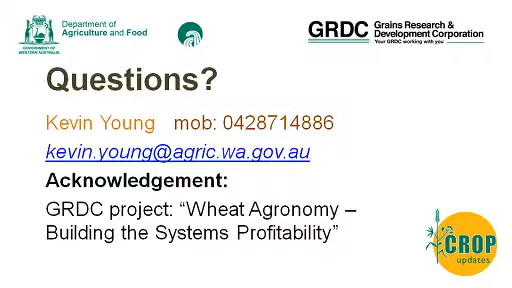 Department of
Agriculture and Food
GOVERNMENT OF
WESTERN AUSTRALIA
GRDC
Grains Research &
Development Corporation
Your GRDC working with you
Questions?
Kevin Young mob: 0428714886
kevin.young@agric.wa.gov.au
Acknowledgement:
GRDC project: “Wheat Agronomy –
Building the Systems Profitability”
CROP
updates